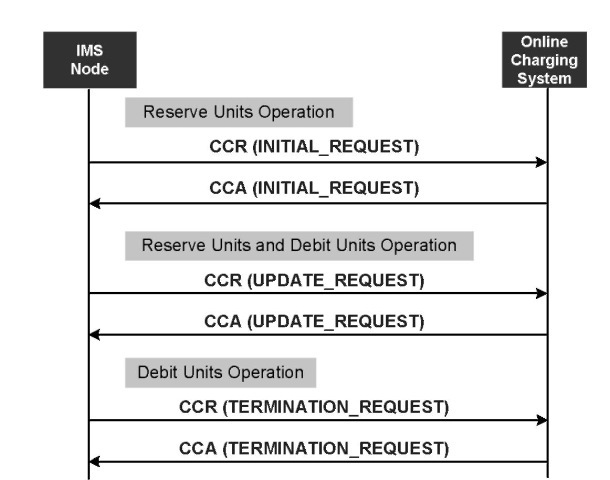 IMS
Node
Online
Charging
System
Reserve Units Operation
CCR (INITIAL_REQUEST)
CCA (INITIAL_REQUEST)
Reserve Units and Debit Units Operation
CCR (UPDATE_REQUEST)
CCA (UPDATE_REQUEST)
Debit Units Operation
CCR (TERMINATION_REQUEST)
CCA (TERMINATION_REQUEST)